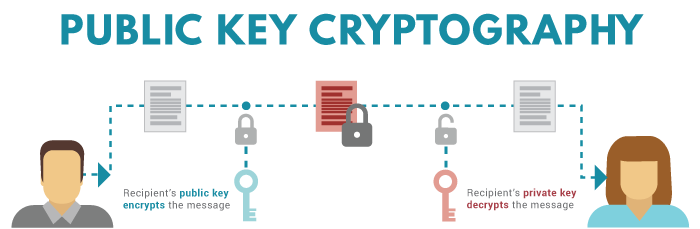 PUBLIC KEY CRYPTOGRAPHY
Recipient's public key
encrypts the message
Recipient's private key
decrypts the message